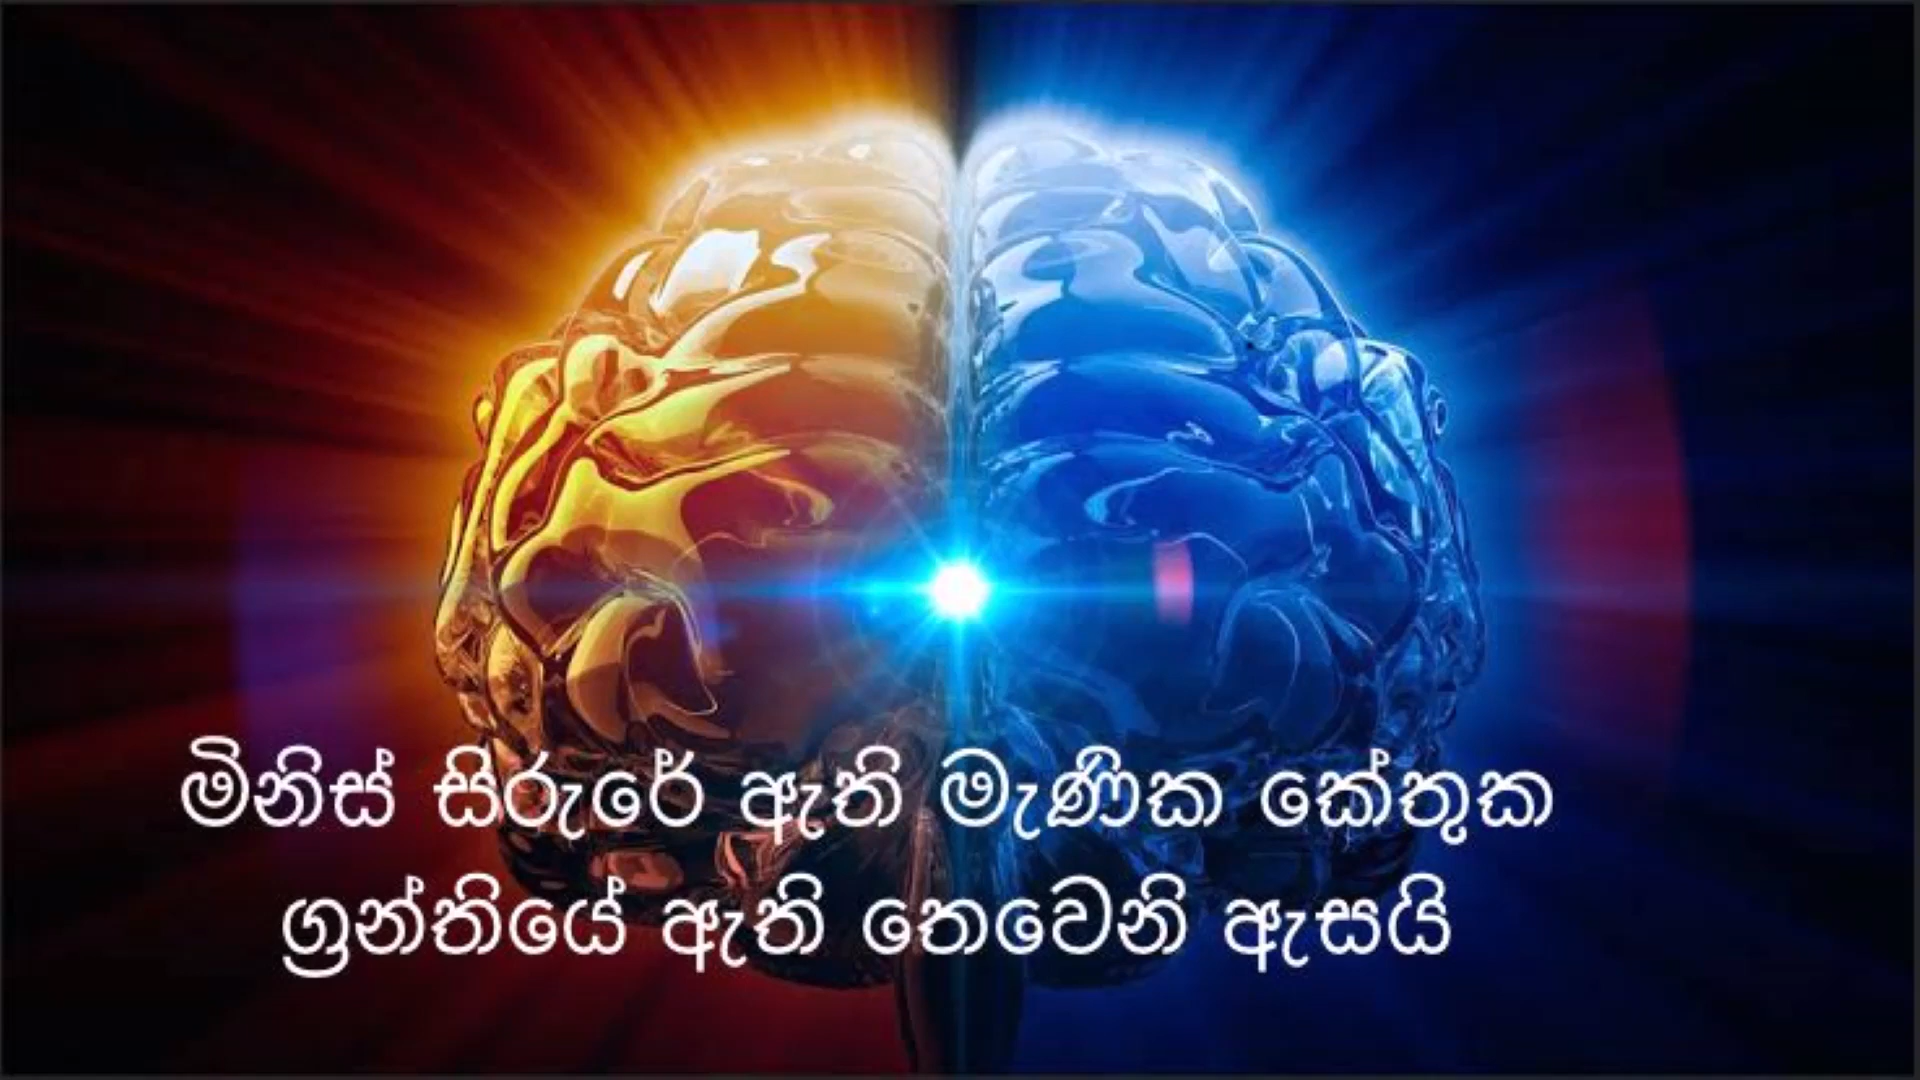 මිනිස් සිරුරේ ඇති මැණික කේතුක
ග්‍රන්තියේ ඇති තෙවෙනි ඇසයි